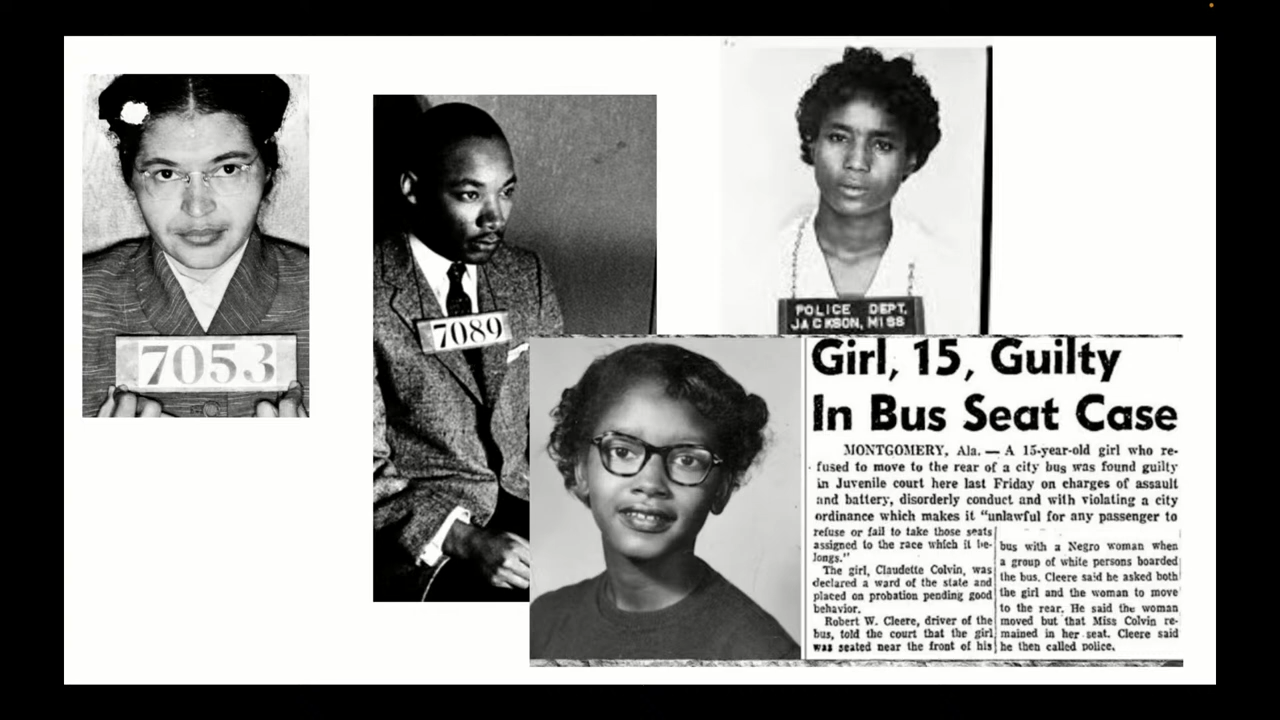 7053
7089
POLICE DEPT.
JACKSON, MISS
Girl, 15, Guilty
In Bus Seat Case
MONTGOMERY, Ala. — A 15-year-old girl who re-
fused to move to the rear of a city bus was found guilty
in Juvenile court here last Friday on charges of assault
and battery, disorderly conduct and with violating a city
ordinance which makes it “unlawful for any passenger to
refuse or fail to take those seats
assigned to the race which it be-
longs.”
The girl, Claudette Colvin, was
declared a ward of the state and
placed on probation pending good
behavior.
Robert W. Cleere, driver of the
bus, told the court that the girl
was seated near the front of his
bus with a Negro woman when
a group of white persons boarded
the bus. Cleere said he asked both
the girl and the woman to move
to the rear. He said the woman
moved but that Miss Colvin re-
mained in her seat. Cleere said
he then called police.